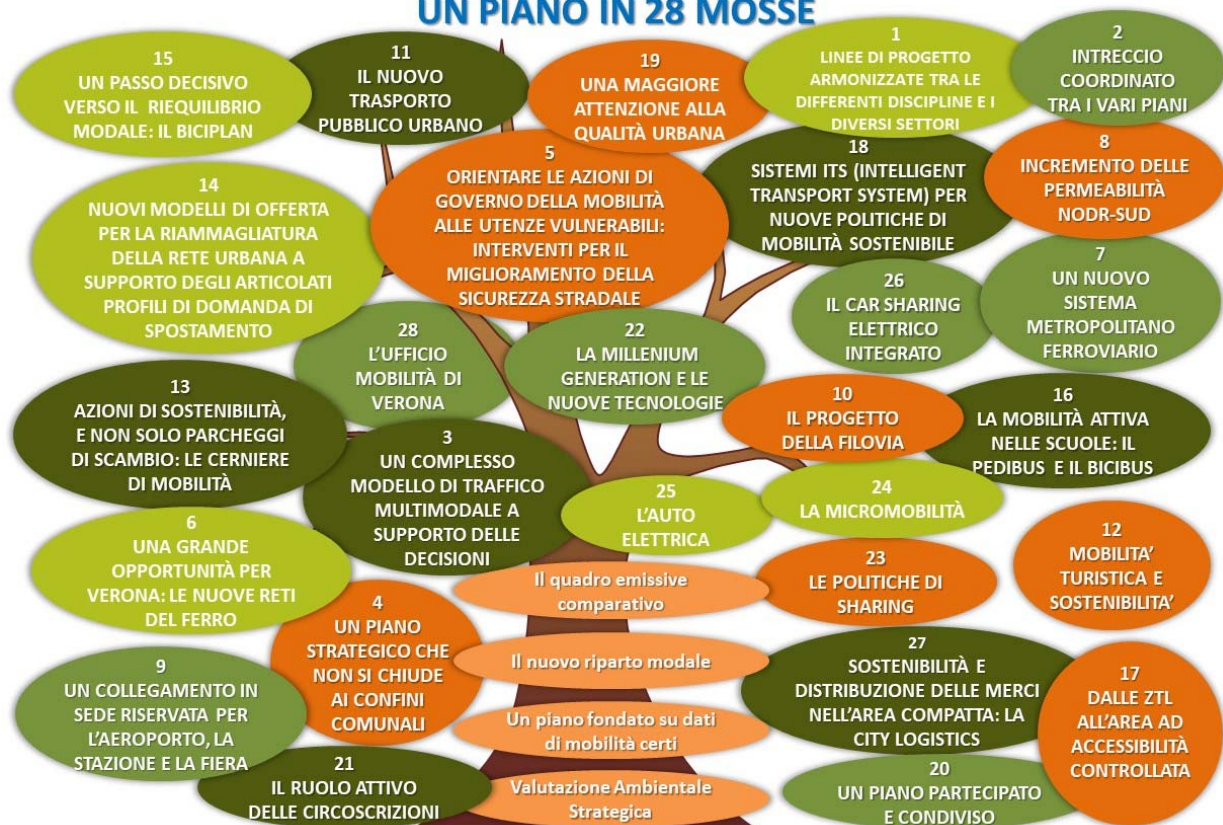 UN PIANO IN 28 MOSSE
15
UN PASSO DECISIVO
VERSO IL RIEQUILIBRIO
MODALE: IL BICIPLAN
11
IL NUOVO
TRASPORTO
PUBBLICO URBANO
19
UNA MAGGIORE
ATTENZIONE ALLA
QUALITÀ URBANA
1
LINEE DI PROGETTO
ARMONIZZATE TRA LE
DIFFERENTI DISCIPLINE E I
DIVERSI SETTORI
2
INTRECCIO
COORDINATO
TRA I VARI PIANI
14
NUOVI MODELLI DI OFFERTA
PER LA RIAMMAGLIATURA
DELLA RETE URBANA A
SUPPORTO DEGLI ARTICOLATI
PROFILI DI DOMANDA DI
SPOSTAMENTO
5
ORIENTARE LE AZIONI DI
GOVERNO DELLA MOBILITÀ
ALLE UTENZE VULNERABILI:
INTERVENTI PER IL
MIGLIORAMENTO DELLA
SICUREZZA STRADALE
18
SISTEMI ITS (INTELLIGENT
TRANSPORT SYSTEM) PER
NUOVE POLITICHE DI
MOBILITÀ SOSTENIBILE
8
INCREMENTO DELLE
PERMEABILITÀ
NODR-SUD
28
L'UFFICIO
MOBILITÀ DI
VERONA
22
LA MILLENIUM
GENERATION E LE
NUOVE TECNOLOGIE
26
IL CAR SHARING
ELETTRICO
INTEGRATO
7
UN NUOVO
SISTEMA
METROPOLITANO
FERROVIARIO
13
AZIONI DI SOSTENIBILITÀ,
E NON SOLO PARCHEGGI
DI SCAMBIO: LE CERNIERE
DI MOBILITÀ
3
UN COMPLESSO
MODELLO DI TRAFFICO
MULTIMODALE A
SUPPORTO DELLE
DECISIONI
10
IL PROGETTO
DELLA FILOVIA
16
LA MOBILITÀ ATTIVA
NELLE SCUOLE: IL
PEDIBUS E IL BICIBUS
25
L'AUTO
ELETTRICA
24
LA MICROMOBILITÀ
6
UNA GRANDE
OPPORTUNITÀ PER
VERONA: LE NUOVE RETI
DEL FERRO
Il quadro emissive
comparativo
23
LE POLITICHE DI
SHARING
12
MOBILITA'
TURISTICA E
SOSTENIBILITA'
4
UN PIANO
STRATEGICO CHE
NON SI CHIUDE
AI CONFINI
COMUNALI
Il nuovo riparto modale
27
SOSTENIBILITÀ E
DISTRIBUZIONE DELLE MERCI
NELL'AREA COMPATTA: LA
CITY LOGISTICS
17
DALLE ZTL
ALL'AREA AD
ACCESSIBILITÀ
CONTROLLATA
9
UN COLLEGAMENTO IN
SEDE RISERVATA PER
L'AEROPORTO, LA
STAZIONE E LA FIERA
Un piano fondato su dati
di mobilità certi
21
IL RUOLO ATTIVO
DELLE CIRCOSCRIZIONI
Valutazione Ambientale
Strategica
20
UN PIANO PARTECIPATO
E CONDIVISO